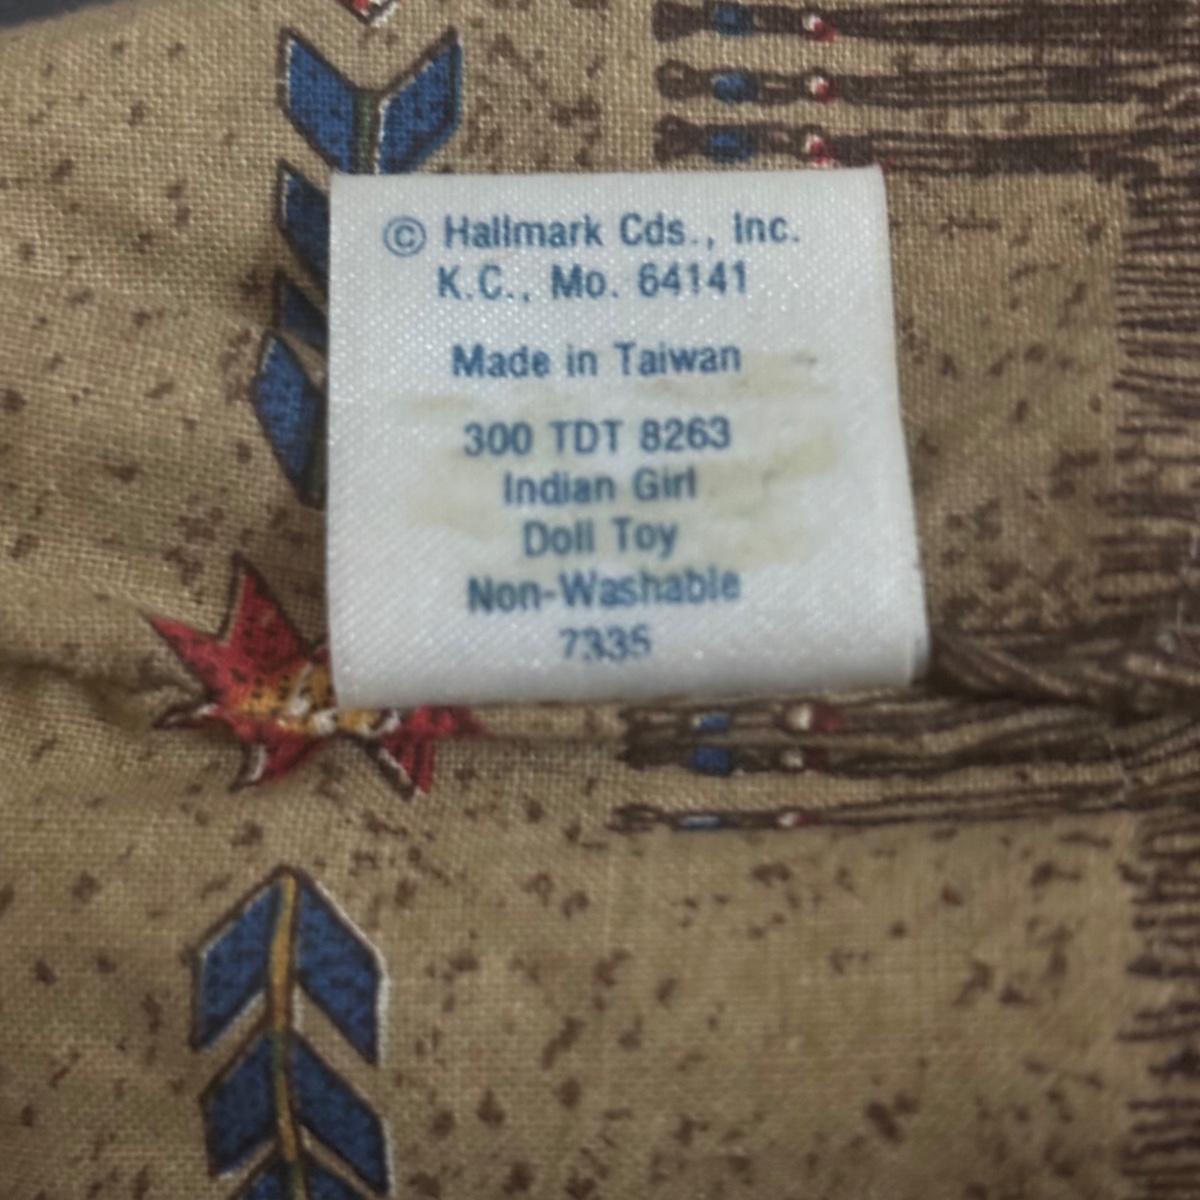 © Hallmark Cds., Inc.
K.C., Mo. 64141
Made in Taiwan
300 TDT 8263
Indian Girl
Doll Toy
Non-Washable
7335